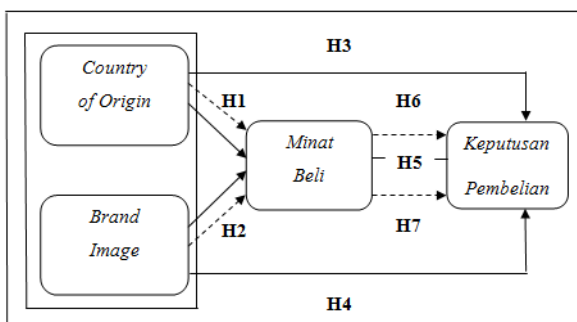 H3
Country
of Origin
H1
H6
Minat
Beli
H5
Keputusan
Pembelian
Brand
Image
H2
H7
H4